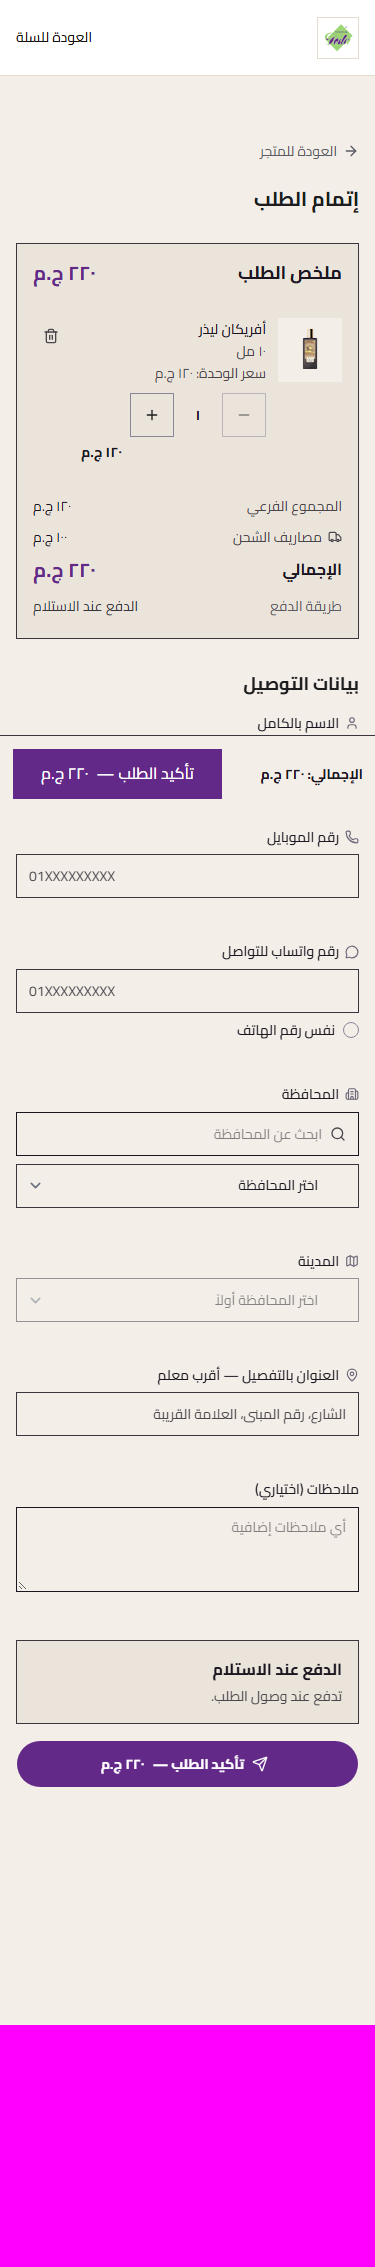 العودة للسلة
العودة للمتجر
إتمام الطلب
ملخص الطلب ٢٢٠ ج.م
أفريكان ليذر
١٠ مل
سعر الوحدة: ١٢٠ ج.م
١
١٢٠ ج.م
المجموع الفرعي ١٢٠ ج.م
مصاريف الشحن ١٠٠ ج.م
الإجمالي ٢٢٠ ج.م
طريقة الدفع الدفع عند الاستلام
بيانات التوصيل
الاسم بالكامل
الإجمالي: ٢٢٠ ج.م تأكيد الطلب — ٢٢٠ ج.م
رقم الموبايل
01XXXXXXXXX
رقم واتساب للتواصل
01XXXXXXXXX
نفس رقم الهاتف
المحافظة
ابحث عن المحافظة
اختر المحافظة
المدينة
اختر المحافظة أولاً
العنوان بالتفصيل — أقرب معلم
الشارع، رقم المبنى، العلامة القريبة
ملاحظات (اختياري)
أي ملاحظات إضافية
الدفع عند الاستلام
تدفع عند وصول الطلب.
تأكيد الطلب — ٢٢٠ ج.م